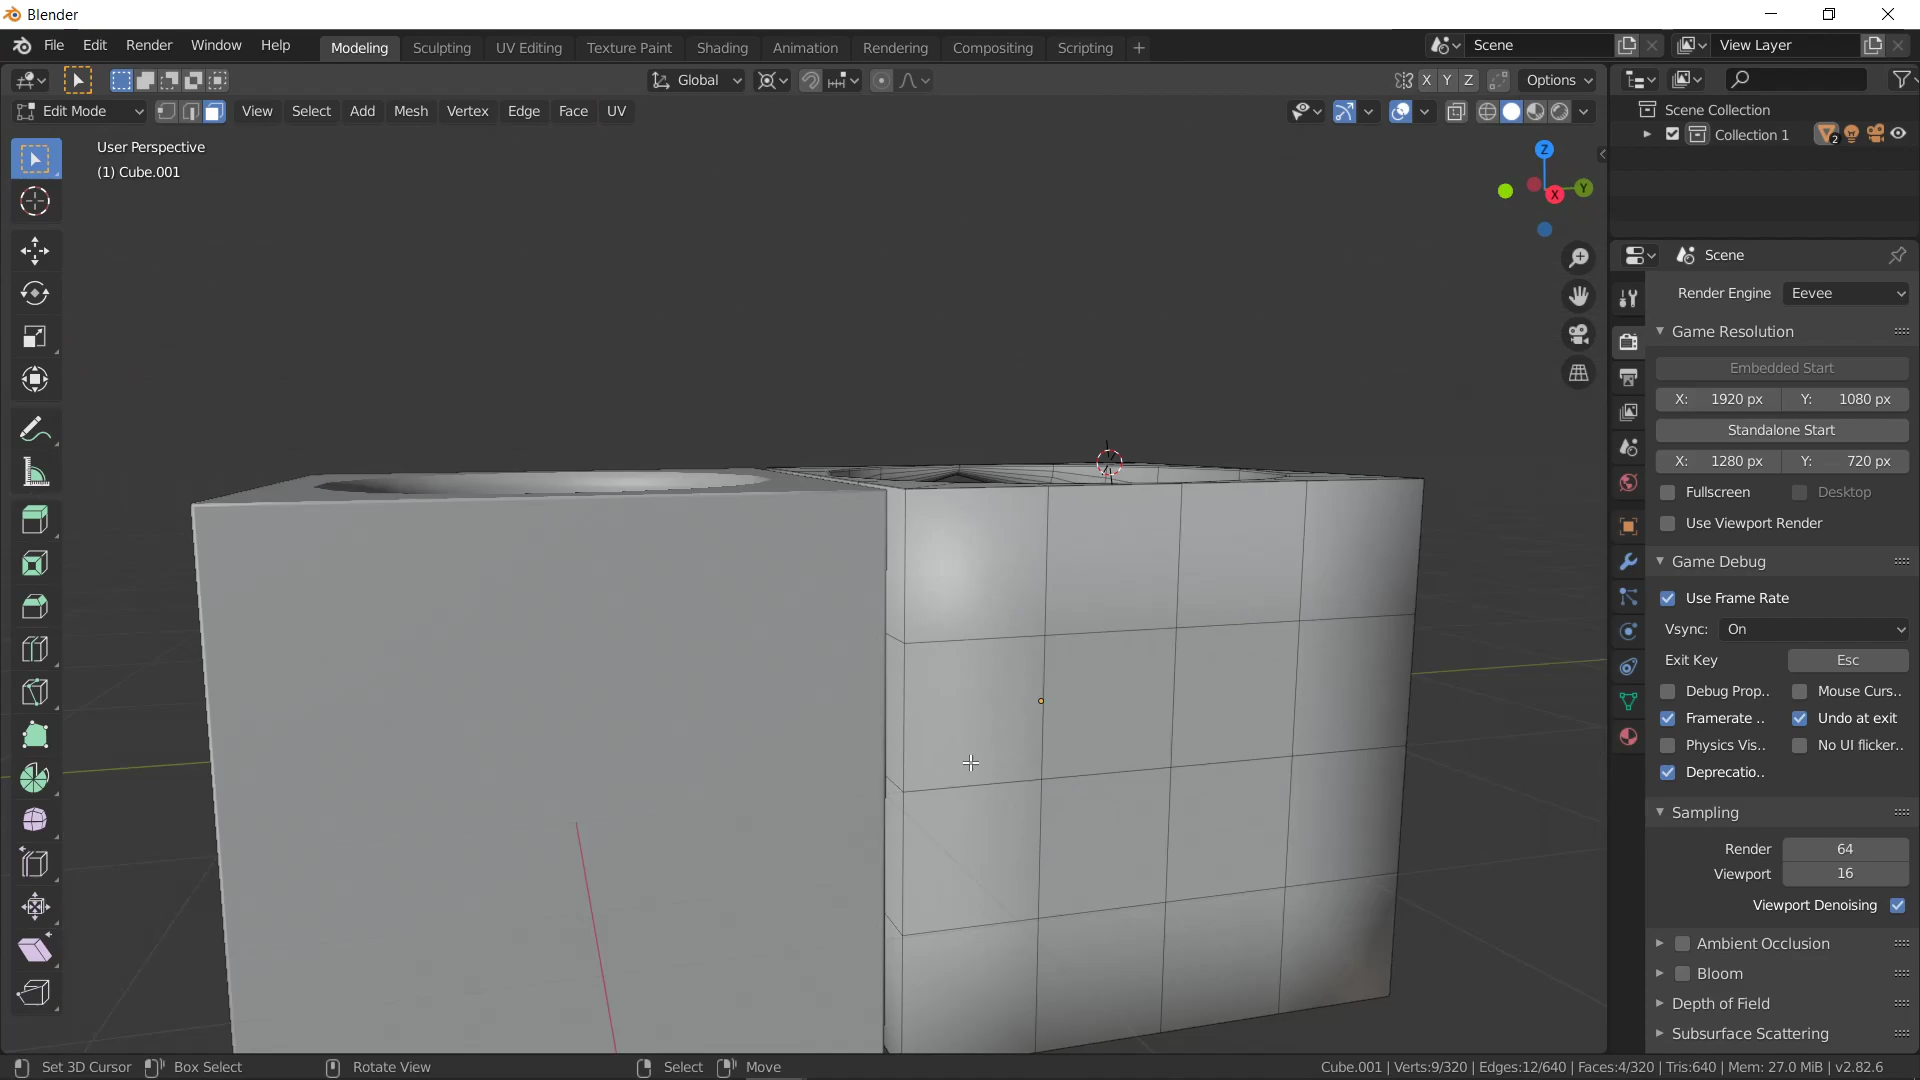 Blender
File Edit Render Window Help
Modeling Sculpting UV Editing Texture Paint Shading Animation Rendering Compositing Scripting +
Scene
View Layer
Global
X Y Z
Options
Edit Mode
View Select Add Mesh Vertex Edge Face UV
User Perspective
(1) Cube.001
Z
Y
X
Scene Collection
Collection 1
2
Scene
Render Engine Eevee
Game Resolution
Embedded Start
X: 1920 px Y: 1080 px
Standalone Start
X: 1280 px Y: 720 px
Fullscreen Desktop
Use Viewport Render
Game Debug
Use Frame Rate
Vsync: On
Exit Key Esc
Debug Prop.. Mouse Curs..
Framerate .. Undo at exit
Physics Vis.. No UI flicker..
Deprecatio..
Sampling
Render 64
Viewport 16
Viewport Denoising
Ambient Occlusion
Bloom
Depth of Field
Subsurface Scattering
Set 3D Cursor Box Select Rotate View Select Move
Cube.001 | Verts:9/320 | Edges:12/640 | Faces:4/320 | Tris:640 | Mem: 27.0 MiB | v2.82.6